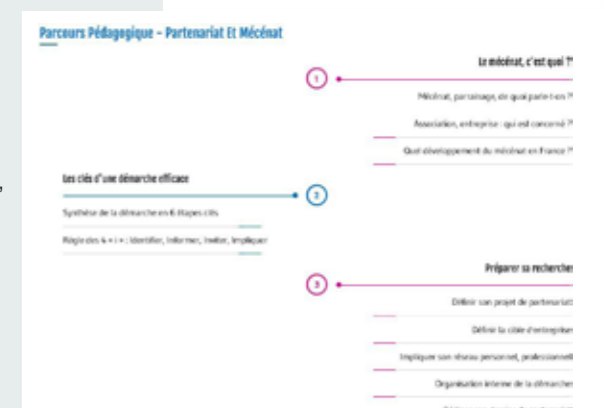 Parcours Pédagogique – Partenariat Et Mécénat
Le mécénat, c'est quoi ?
1
Mécénat, parrainage, de quoi parle-t-on ?
Association, entreprise : qui est concerné ?
Quel développement du mécénat en France ?
Les clés d'une démarche efficace
2
Synthèse de la démarche en 6 étapes clés
Règle des 4 « i » : Identifier, Informer, Inviter, Impliquer
Préparer sa recherche
3
Définir son projet de partenariat
Définir la cible d'entreprises
Impliquer son réseau personnel, professionnel
Organisation interne de la démarche